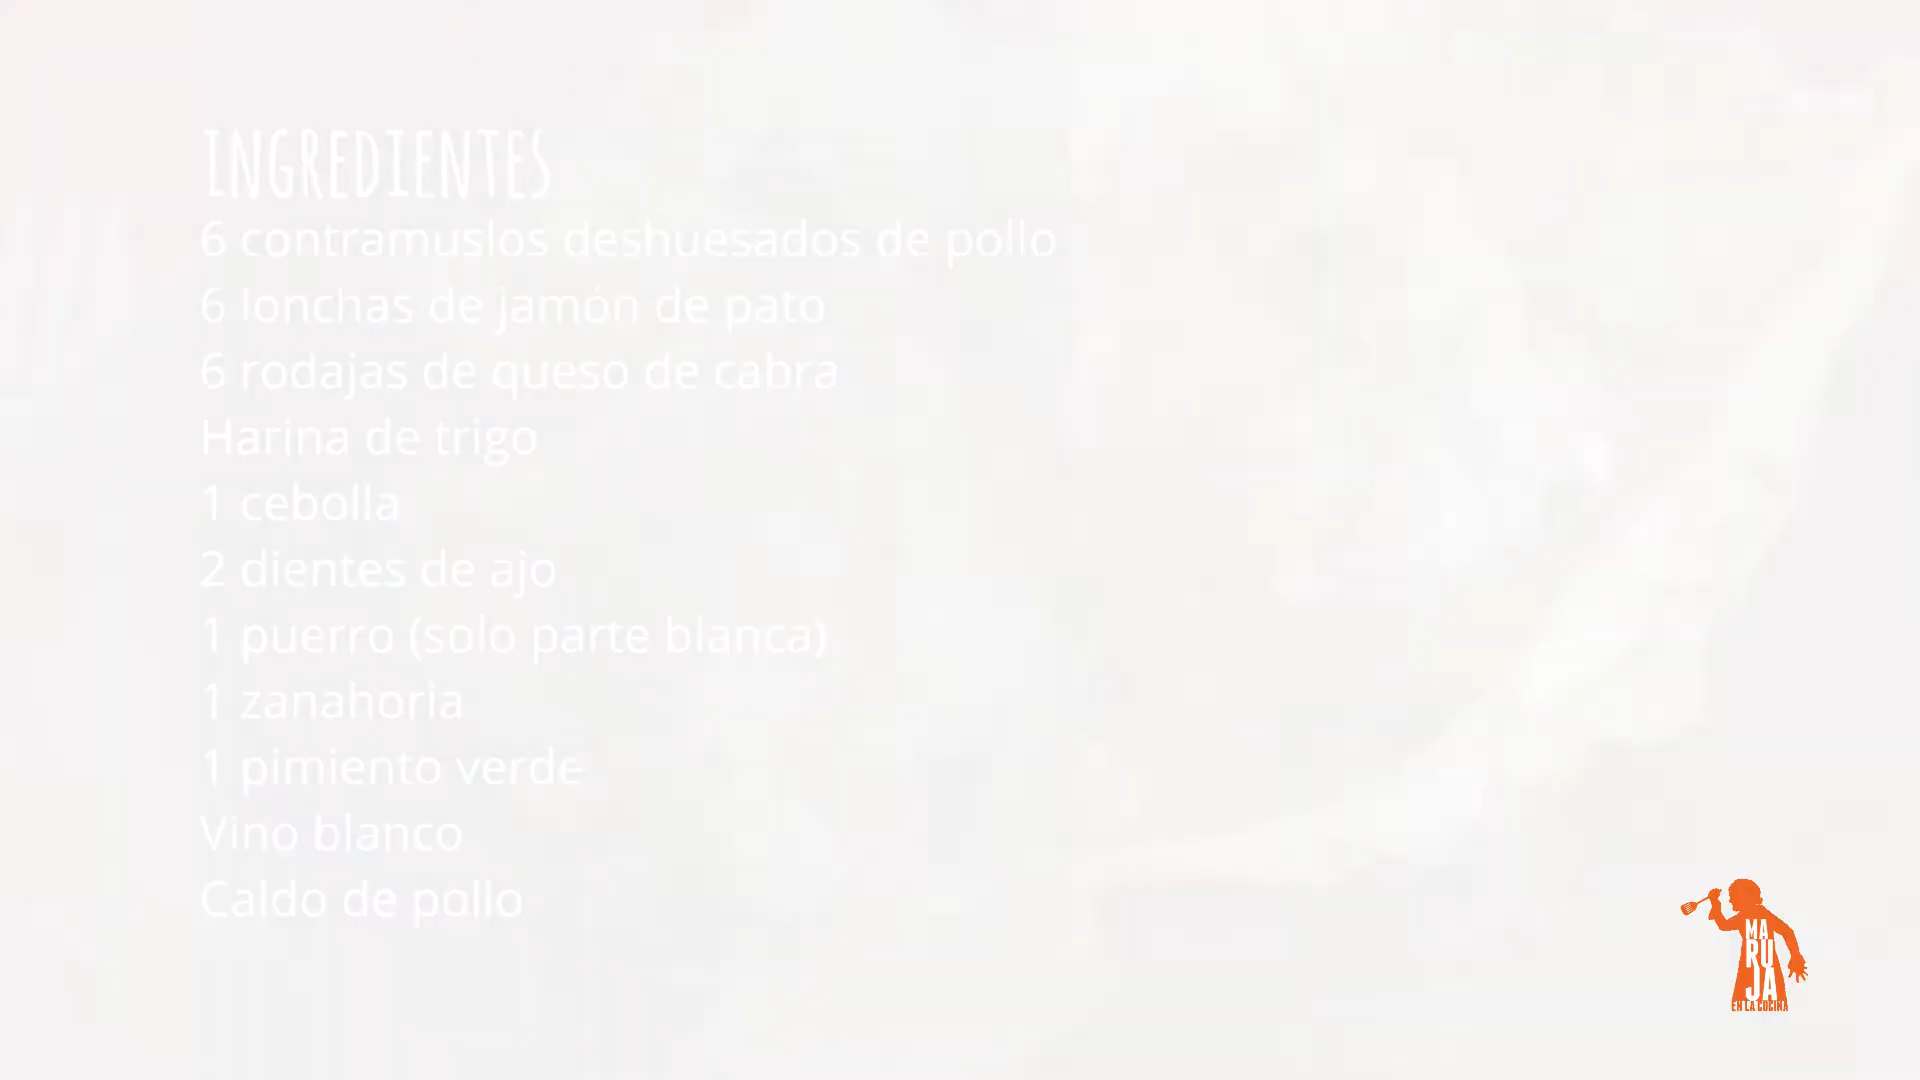 INGREDIENTES
6 contramuslos deshuesados de pollo
6 lonchas de jamón de pato
6 rodajas de queso de cabra
Harina de trigo
1 cebolla
2 dientes de ajo
1 puerro (solo parte blanca)
1 zanahoria
1 pimiento verde
Vino blanco
Caldo de pollo
MA
RU
JA
EN LA COCINA